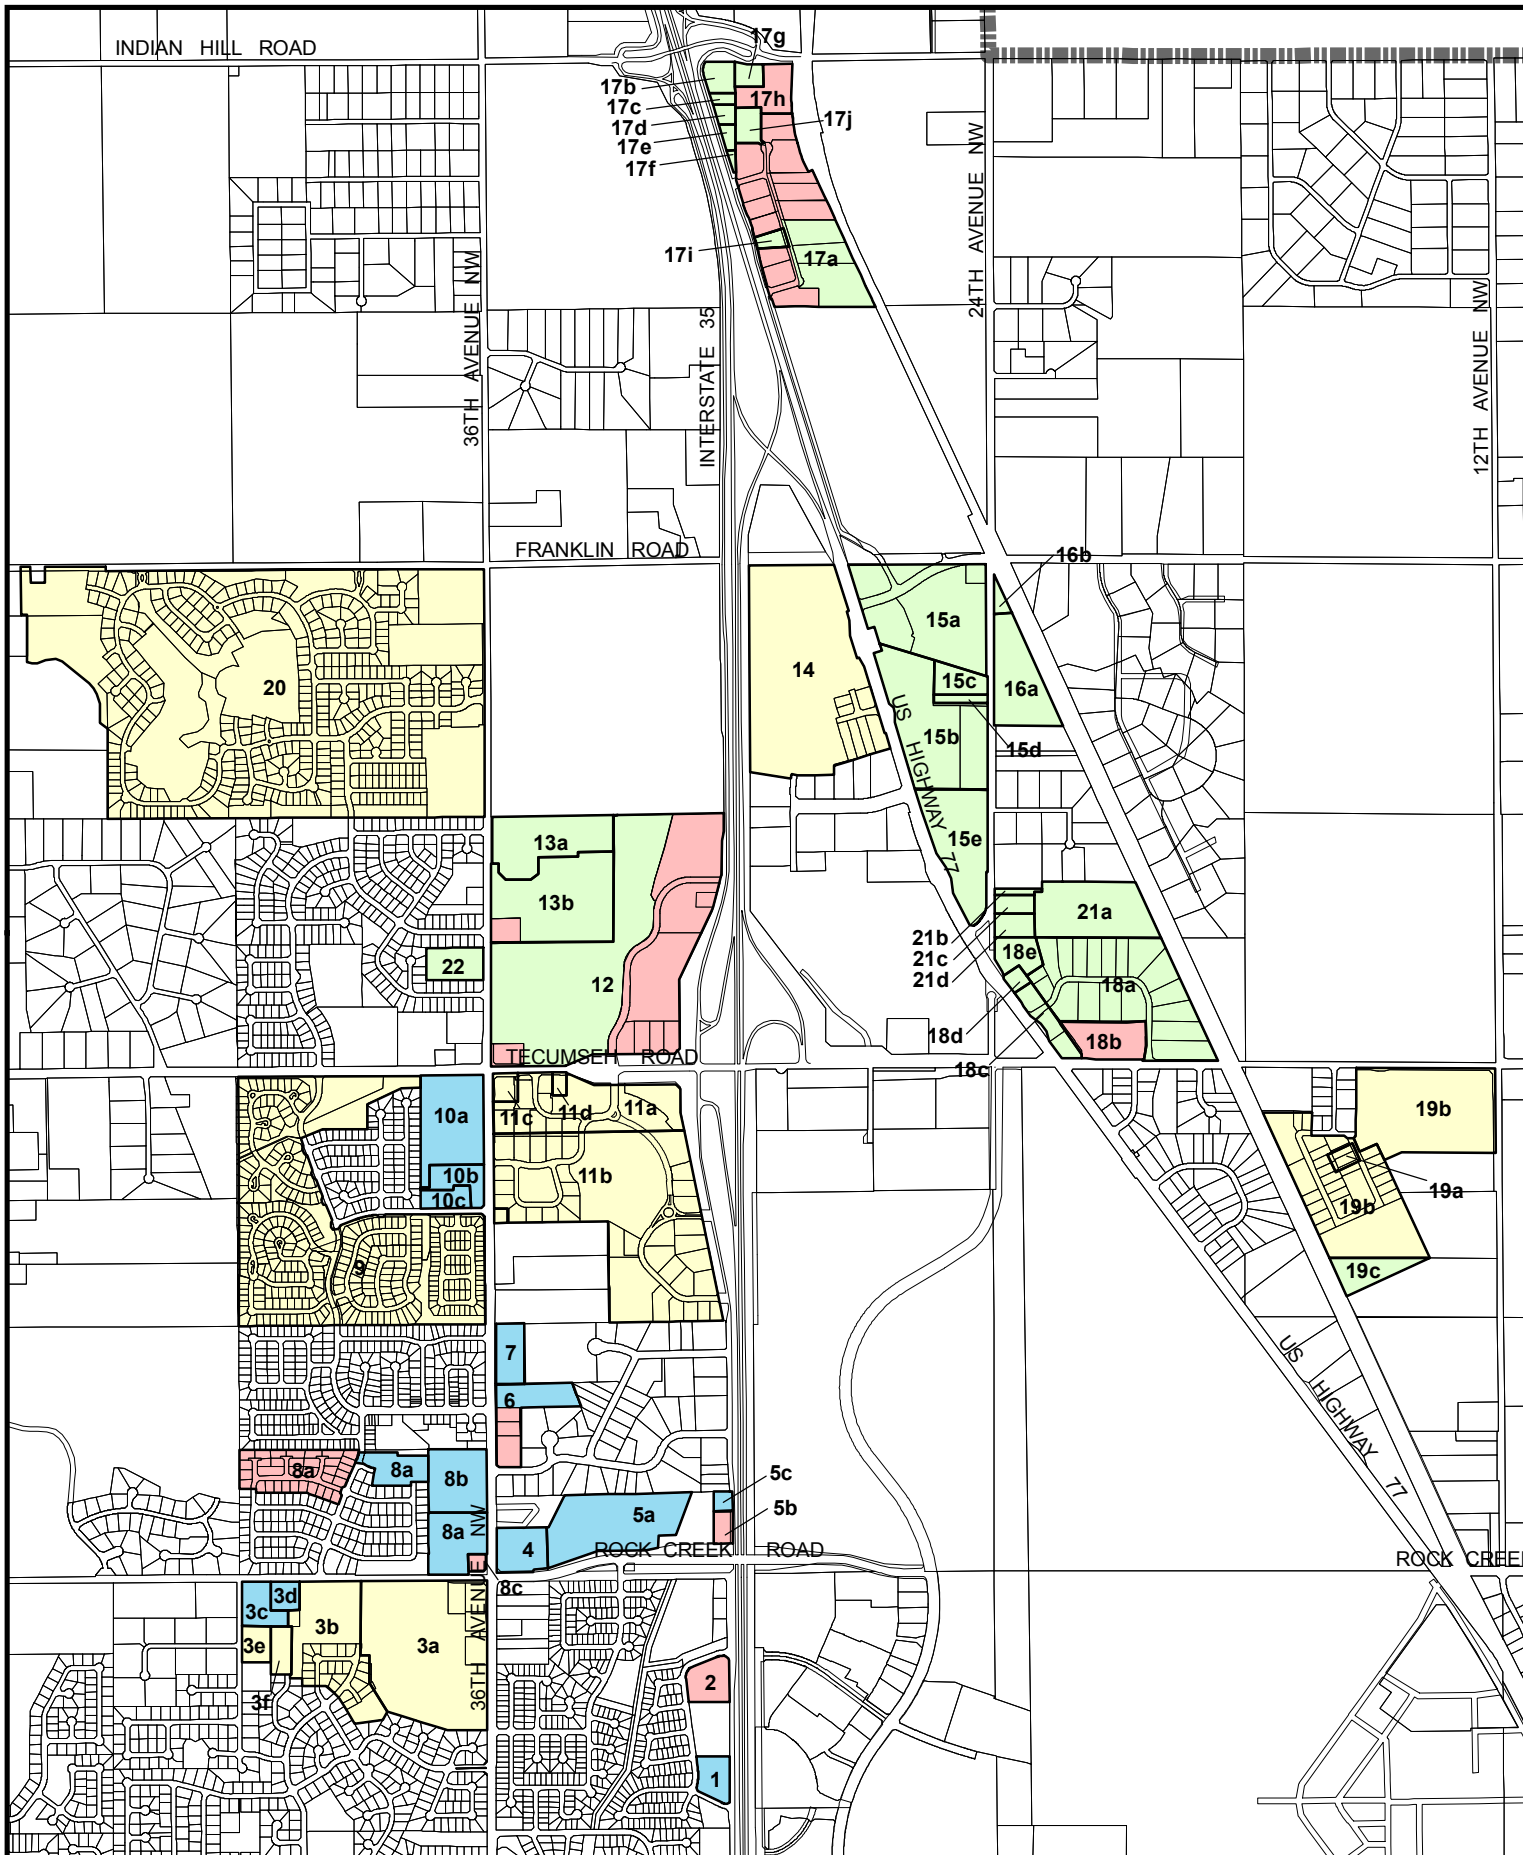 INDIAN HILL ROAD
17g
17b
17h
17c
17j
17d
17e
17f
24TH AVENUE NW
17i
17a
36TH AVENUE NW
INTERSTATE 35
12TH AVENUE NW
FRANKLIN ROAD
16b
15a
14
15c
16a
20
US HIGHWAY 77
15b
15d
13a
15e
13b
21a
21b
18e
21c
22
21d
12
18a
18d
18b
TECUMSEH ROAD
18c
10a
11c
11d
11a
19b
10b
11b
10c
19a
19b
9
19c
7
US HIGHWAY 77
6
8a
8a
8b
5c
5a
5b
8a
4
ROCK CREEK ROAD
ROCK CREE
8c
3d
3c
3b
3e
3a
36TH AVENUE NW
2
3f
1